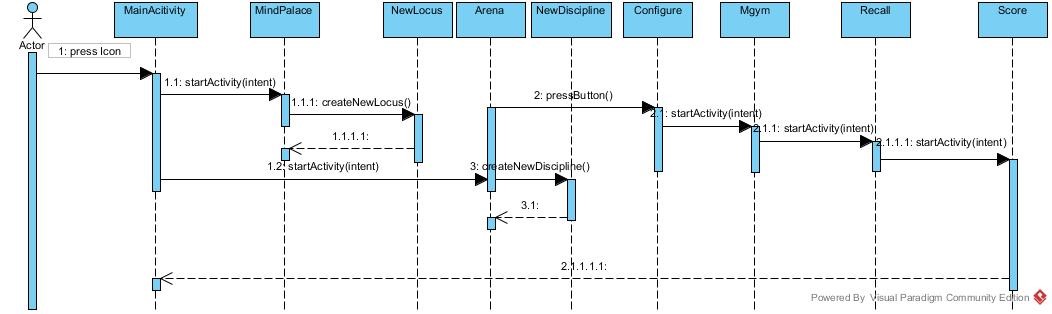 MainAcitivity
MindPalace
NewLocus
Arena
NewDiscipline
Configure
Mgym
Recall
Score
Actor
1: press Icon
1.1: startActivity(intent)
1.1.1: createNewLocus()
2: pressButton()
2.1: startActivity(intent)
2.1.1: startActivity(intent)
2.1.1.1: startActivity(intent)
1.1.1.1:
1.2: startActivity(intent)
3: createNewDiscipline()
3.1:
2.1.1.1.1:
Powered By Visual Paradigm Community Edition